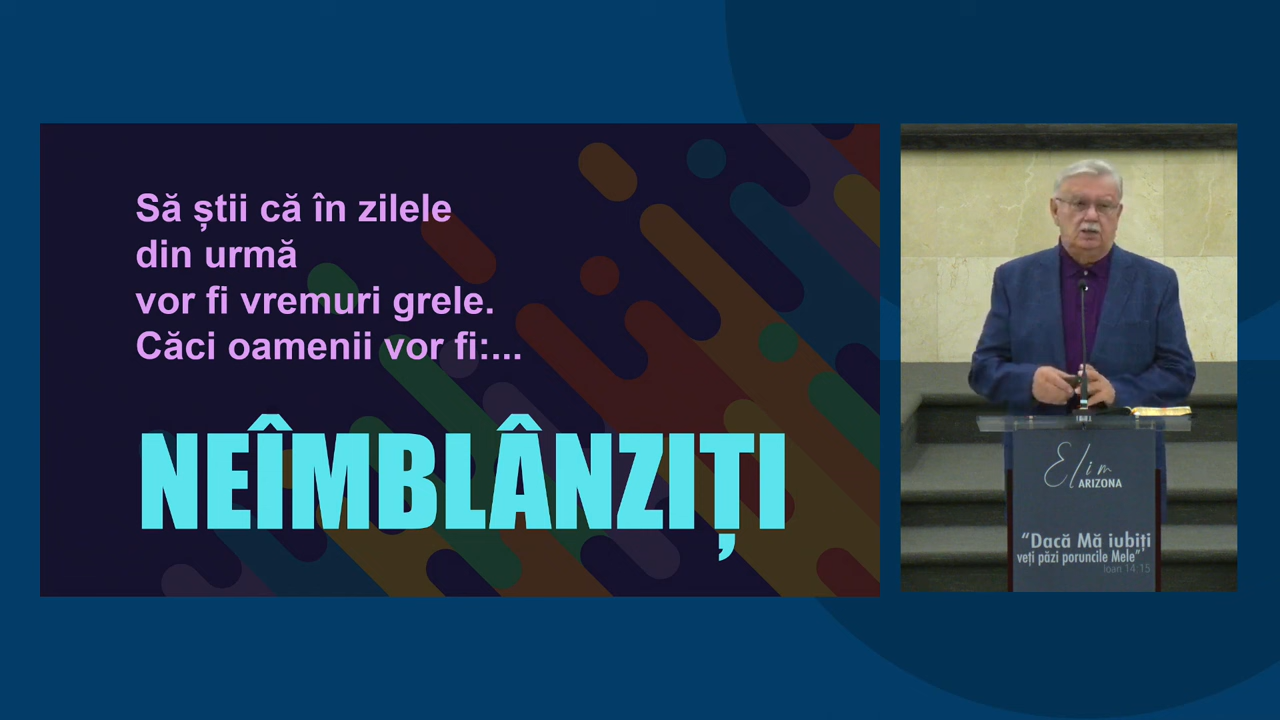 Să știi că în zilele
din urmă
vor fi vremuri grele.
Căci oamenii vor fi:...
NEÎMBLÂNZIȚI
Elim
ARIZONA
“Dacă Mă iubiți
veți păzi poruncile Mele”
Ioan 14:15